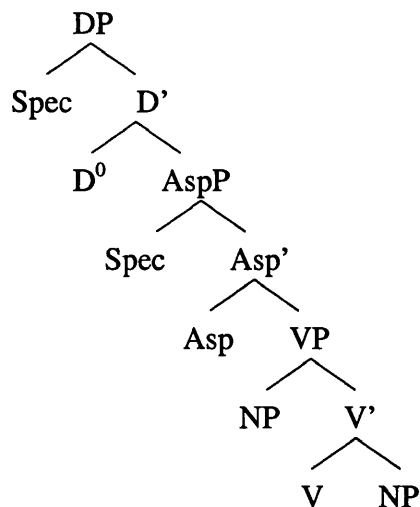 DP
Spec D'
D⁰ AspP
Spec Asp'
Asp VP
NP V'
V NP